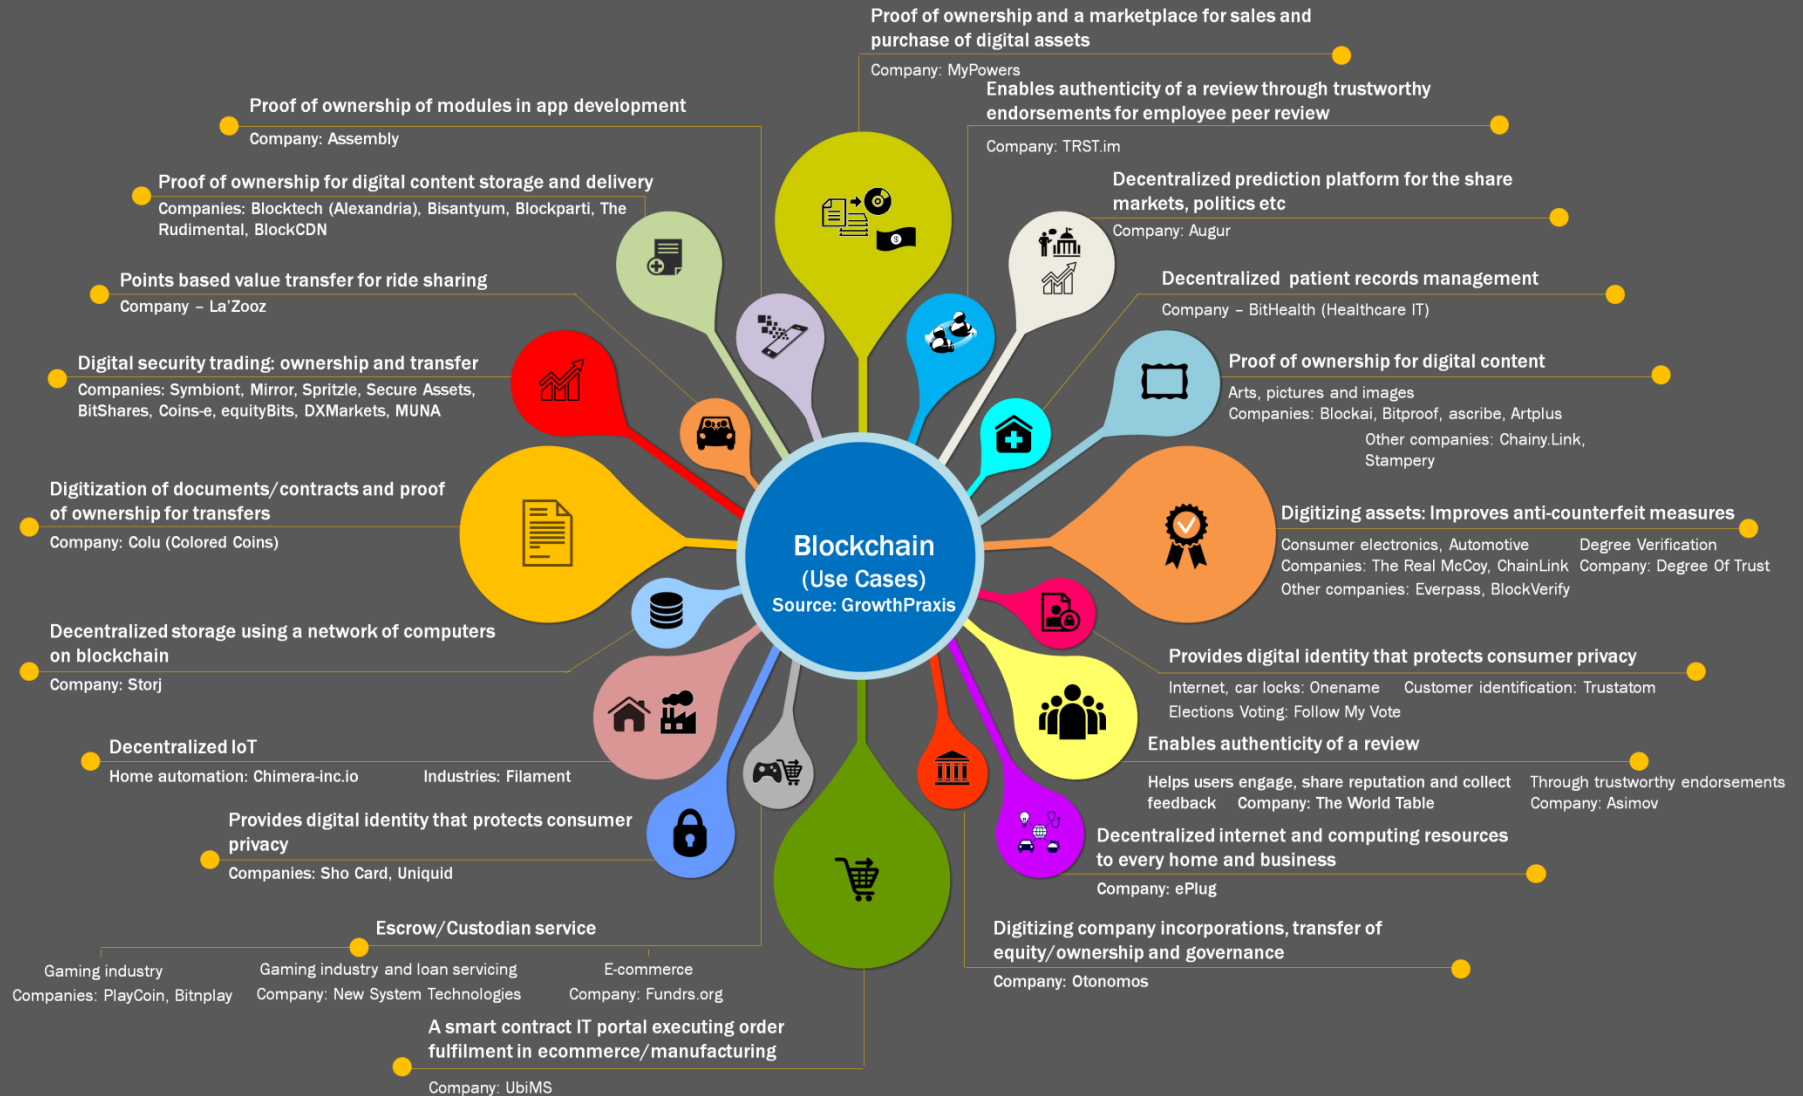 Proof of ownership and a marketplace for sales and
purchase of digital assets
Company: MyPowers
Enables authenticity of a review through trustworthy
endorsements for employee peer review
Company: TRST.im
Decentralized prediction platform for the share
markets, politics etc
Company: Augur
Decentralized patient records management
Company – BitHealth (Healthcare IT)
Proof of ownership for digital content
Arts, pictures and images
Companies: Blockai, Bitproof, ascribe, Artplus
Other companies: Chainy.Link,
Stampery
Digitizing assets: Improves anti-counterfeit measures
Consumer electronics, Automotive
Companies: The Real McCoy, ChainLink
Degree Verification
Company: Degree Of Trust
Other companies: Everpass, BlockVerify
Provides digital identity that protects consumer privacy
Internet, car locks: Onename
Customer identification: Trustatom
Elections Voting: Follow My Vote
Enables authenticity of a review
Helps users engage, share reputation and collect
feedback Company: The World Table
Through trustworthy endorsements
Company: Asimov
Decentralized internet and computing resources
to every home and business
Company: ePlug
Digitizing company incorporations, transfer of
equity/ownership and governance
Company: Otonomos
Proof of ownership of modules in app development
Company: Assembly
Proof of ownership for digital content storage and delivery
Companies: Blocktech (Alexandria), Bisantyum, Blockparti, The
Rudimental, BlockCDN
Points based value transfer for ride sharing
Company – La'Zooz
Digital security trading: ownership and transfer
Companies: Symbiont, Mirror, Spritzle, Secure Assets,
BitShares, Coins-e, equityBits, DXMarkets, MUNA
Digitization of documents/contracts and proof
of ownership for transfers
Company: Colu (Colored Coins)
Decentralized storage using a network of computers
on blockchain
Company: Storj
Decentralized IoT
Home automation: Chimera-inc.io
Industries: Filament
Provides digital identity that protects consumer
privacy
Companies: Sho Card, Uniquid
Escrow/Custodian service
Gaming industry
Companies: PlayCoin, Bitnplay
Gaming industry and loan servicing
Company: New System Technologies
E-commerce
Company: Fundrs.org
A smart contract IT portal executing order
fulfilment in ecommerce/manufacturing
Company: UbiMS
Blockchain
(Use Cases)
Source: GrowthPraxis